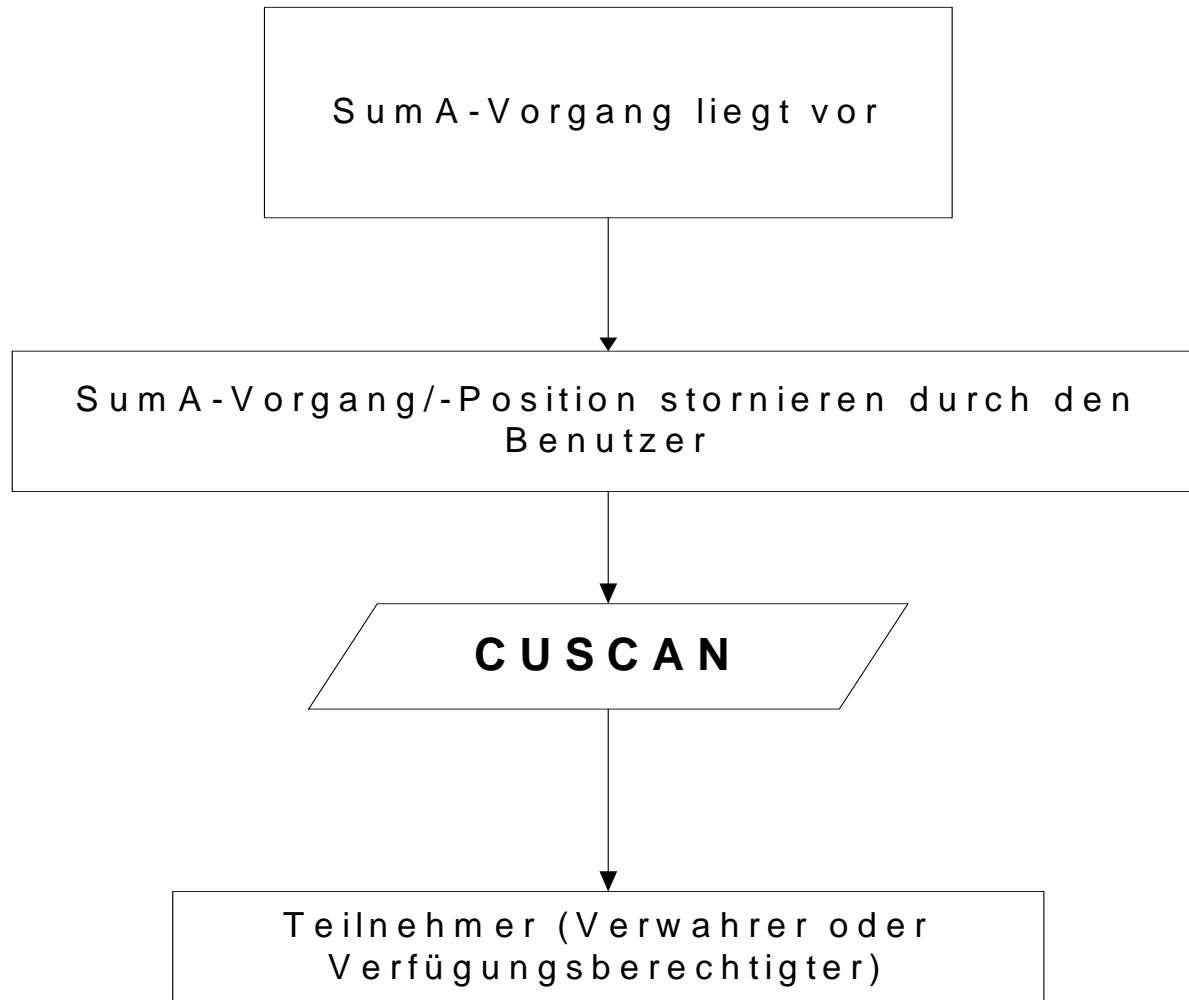 SumA-Vorgang liegt vor
SumA-Vorgang/-Position stornieren durch den
Benutzer
CUSCAN
Teilnehmer (Verwahrer oder
Verfügungsberechtigter)